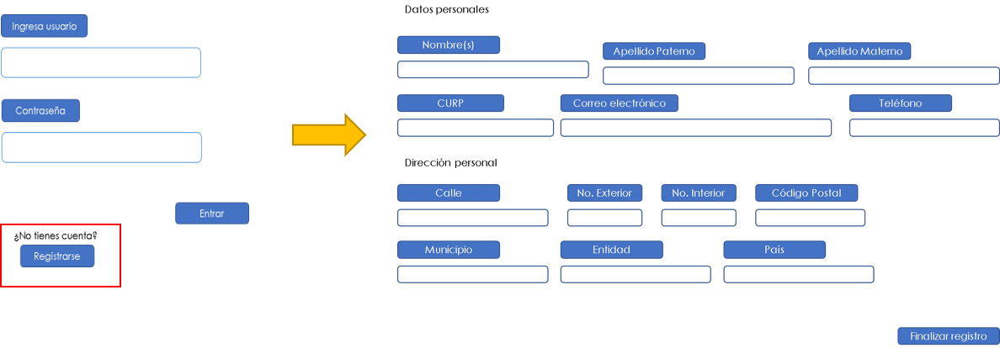 Ingresa usuario
Contraseña
Entrar
¿No tienes cuenta?
Registrarse
Datos personales
Nombre(s) Apellido Paterno Apellido Materno
CURP Correo electrónico Teléfono
Dirección personal
Calle No. Exterior No. Interior Código Postal
Municipio Entidad País
Finalizar registro